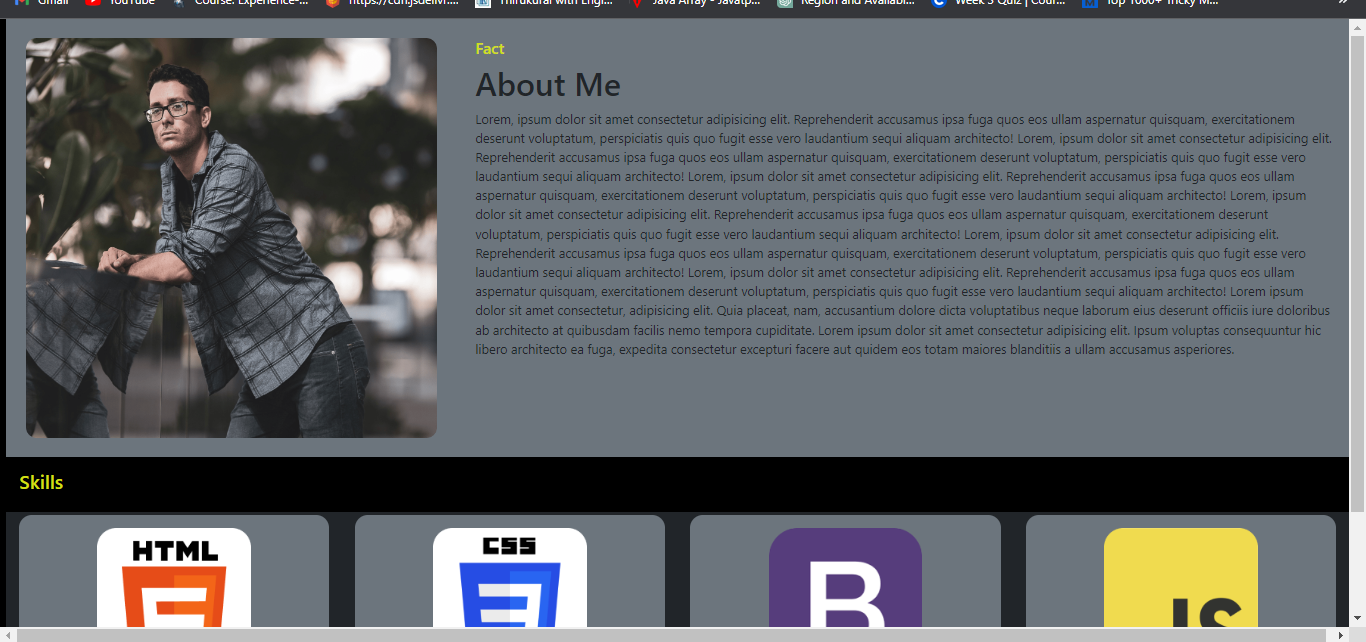 Gmail YouTube Course: Experience-... https://cdn.jsdelivr.... Thirukural with Engl... Java Array - Javatp... Region and Availabi... Week 3 Quiz | Cour... Top 1000+ Tricky M... »
Fact
About Me
Lorem, ipsum dolor sit amet consectetur adipisicing elit. Reprehenderit accusamus ipsa fuga quos eos ullam aspernatur quisquam, exercitationem
deserunt voluptatum, perspiciatis quis quo fugit esse vero laudantium sequi aliquam architecto! Lorem, ipsum dolor sit amet consectetur adipisicing elit.
Reprehenderit accusamus ipsa fuga quos eos ullam aspernatur quisquam, exercitationem deserunt voluptatum, perspiciatis quis quo fugit esse vero
laudantium sequi aliquam architecto! Lorem, ipsum dolor sit amet consectetur adipisicing elit. Reprehenderit accusamus ipsa fuga quos eos ullam
aspernatur quisquam, exercitationem deserunt voluptatum, perspiciatis quis quo fugit esse vero laudantium sequi aliquam architecto! Lorem, ipsum
dolor sit amet consectetur adipisicing elit. Reprehenderit accusamus ipsa fuga quos eos ullam aspernatur quisquam, exercitationem deserunt
voluptatum, perspiciatis quis quo fugit esse vero laudantium sequi aliquam architecto! Lorem, ipsum dolor sit amet consectetur adipisicing elit.
Reprehenderit accusamus ipsa fuga quos eos ullam aspernatur quisquam, exercitationem deserunt voluptatum, perspiciatis quis quo fugit esse vero
laudantium sequi aliquam architecto! Lorem, ipsum dolor sit amet consectetur adipisicing elit. Reprehenderit accusamus ipsa fuga quos eos ullam
aspernatur quisquam, exercitationem deserunt voluptatum, perspiciatis quis quo fugit esse vero laudantium sequi aliquam architecto! Lorem ipsum
dolor sit amet consectetur, adipisicing elit. Quia placeat, nam, accusantium dolore dicta voluptatibus neque laborum eius deserunt officiis iure doloribus
ab architecto at quibusdam facilis nemo tempora cupiditate. Lorem ipsum dolor sit amet consectetur adipisicing elit. Ipsum voluptas consequuntur hic
libero architecto ea fuga, expedita consectetur excepturi facere aut quidem eos totam maiores blanditiis a ullam accusamus asperiores.
Skills
HTML CSS B JS